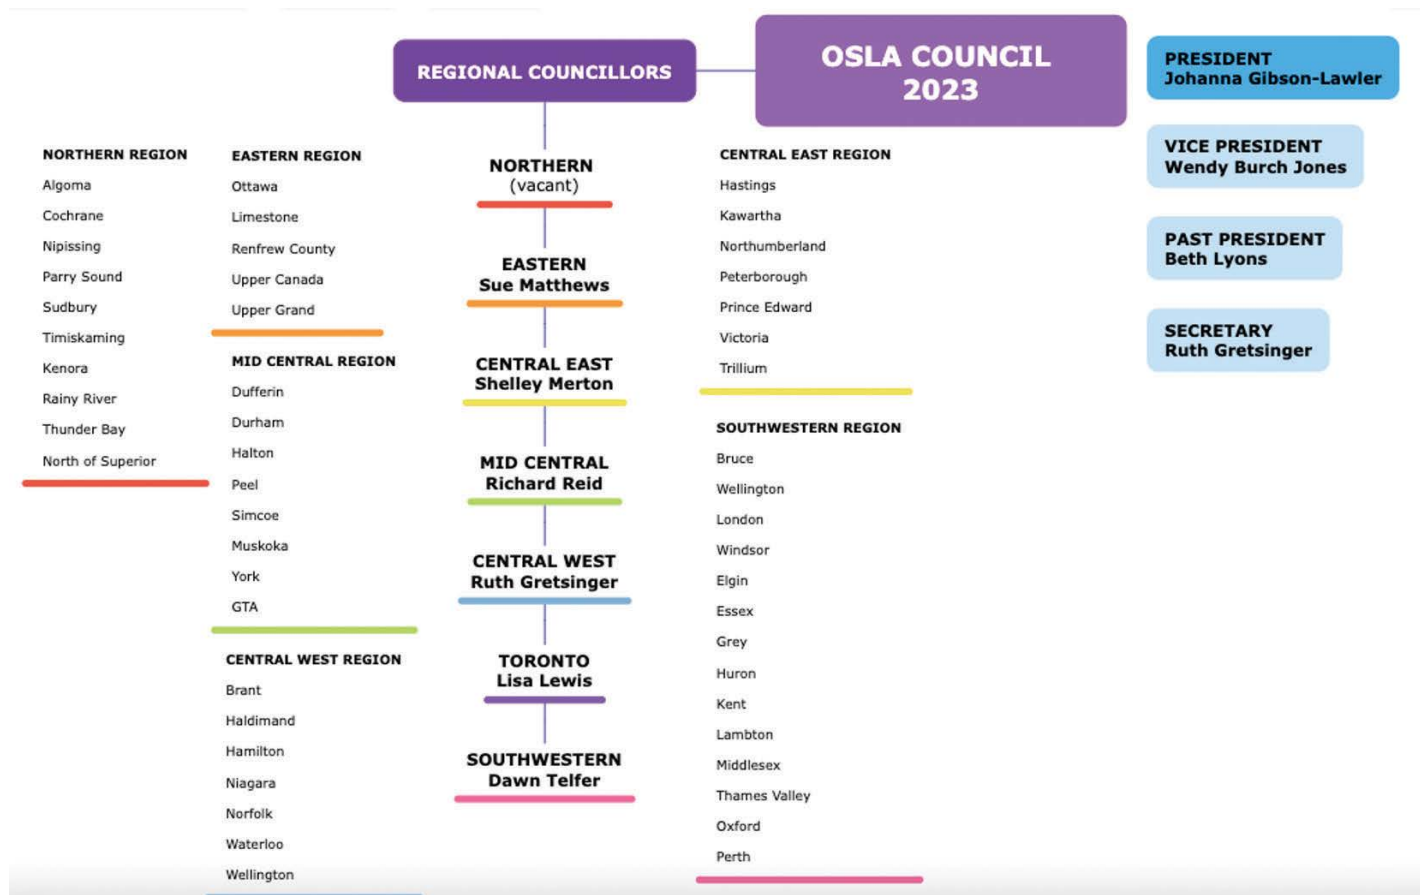 REGIONAL COUNCILLORS
OSLA COUNCIL
2023
PRESIDENT
Johanna Gibson-Lawler
VICE PRESIDENT
Wendy Burch Jones
PAST PRESIDENT
Beth Lyons
SECRETARY
Ruth Gretsinger
NORTHERN REGION
Algoma
Cochrane
Nipissing
Parry Sound
Sudbury
Timiskaming
Kenora
Rainy River
Thunder Bay
North of Superior
EASTERN REGION
Ottawa
Limestone
Renfrew County
Upper Canada
Upper Grand
MID CENTRAL REGION
Dufferin
Durham
Halton
Peel
Simcoe
Muskoka
York
GTA
CENTRAL WEST REGION
Brant
Haldimand
Hamilton
Niagara
Norfolk
Waterloo
Wellington
NORTHERN
(vacant)
EASTERN
Sue Matthews
CENTRAL EAST
Shelley Merton
MID CENTRAL
Richard Reid
CENTRAL WEST
Ruth Gretsinger
TORONTO
Lisa Lewis
SOUTHWESTERN
Dawn Telfer
CENTRAL EAST REGION
Hastings
Kawartha
Northumberland
Peterborough
Prince Edward
Victoria
Trillium
SOUTHWESTERN REGION
Bruce
Wellington
London
Windsor
Elgin
Essex
Grey
Huron
Kent
Lambton
Middlesex
Thames Valley
Oxford
Perth